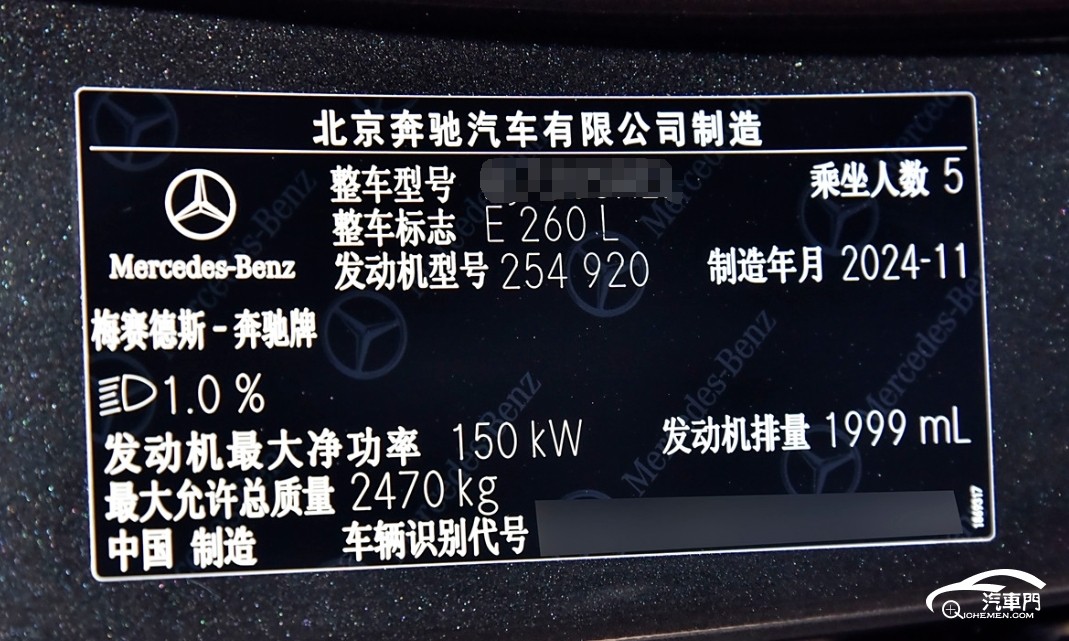 北京奔驰汽车有限公司制造
整车型号
乘坐人数 5
整车标志 E 260 L
发动机型号 254 920
制造年月 2024-11
Mercedes-Benz
梅赛德斯-奔驰牌
1.0 %
发动机最大净功率 150 kW
发动机排量 1999 mL
最大允许总质量 2470 kg
中国 制造
车辆识别代号
汽車門
QICHEMEN.COM